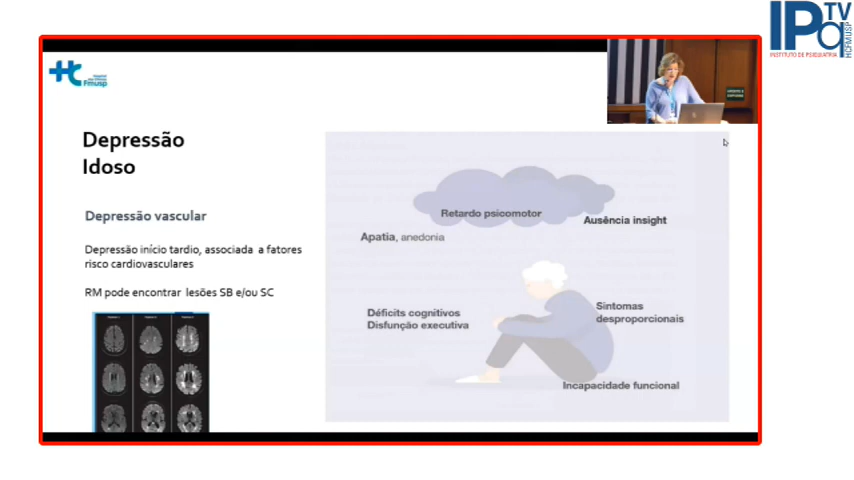 IPq
TV
HCFMUSP
INSTITUTO DE PSIQUIATRIA
Fmusp
Depressão
Idoso
Depressão vascular
Depressão início tardio, associada a fatores
risco cardiovasculares
RM pode encontrar lesões SB e/ou SC
Retardo psicomotor
Ausência insight
Apatia, anedonia
Déficits cognitivos
Disfunção executiva
Sintomas
desproporcionais
Incapacidade funcional